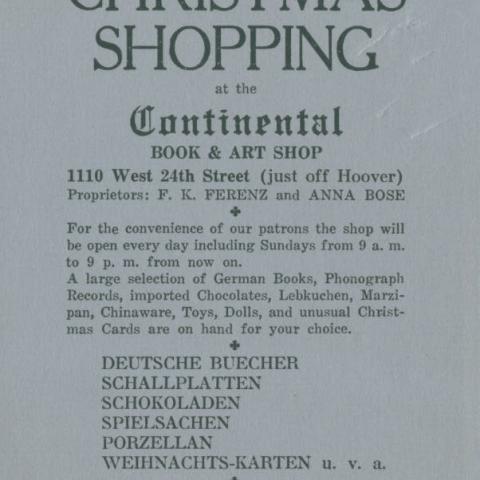 CHRISTMAS
SHOPPING
at the
Continental
BOOK & ART SHOP
1110 West 24th Street (just off Hoover)
Proprietors: F. K. FERENZ and ANNA BOSE
For the convenience of our patrons the shop will
be open every day including Sundays from 9 a. m.
to 9 p. m. from now on.
A large selection of German Books, Phonograph
Records, imported Chocolates, Lebkuchen, Marzi-
pan, Chinaware, Toys, Dolls, and unusual Christ-
mas Cards are on hand for your choice.
DEUTSCHE BUECHER
SCHALLPLATTEN
SCHOKOLADEN
SPIELSACHEN
PORZELLAN
WEIHNACHTS-KARTEN u. v. a.